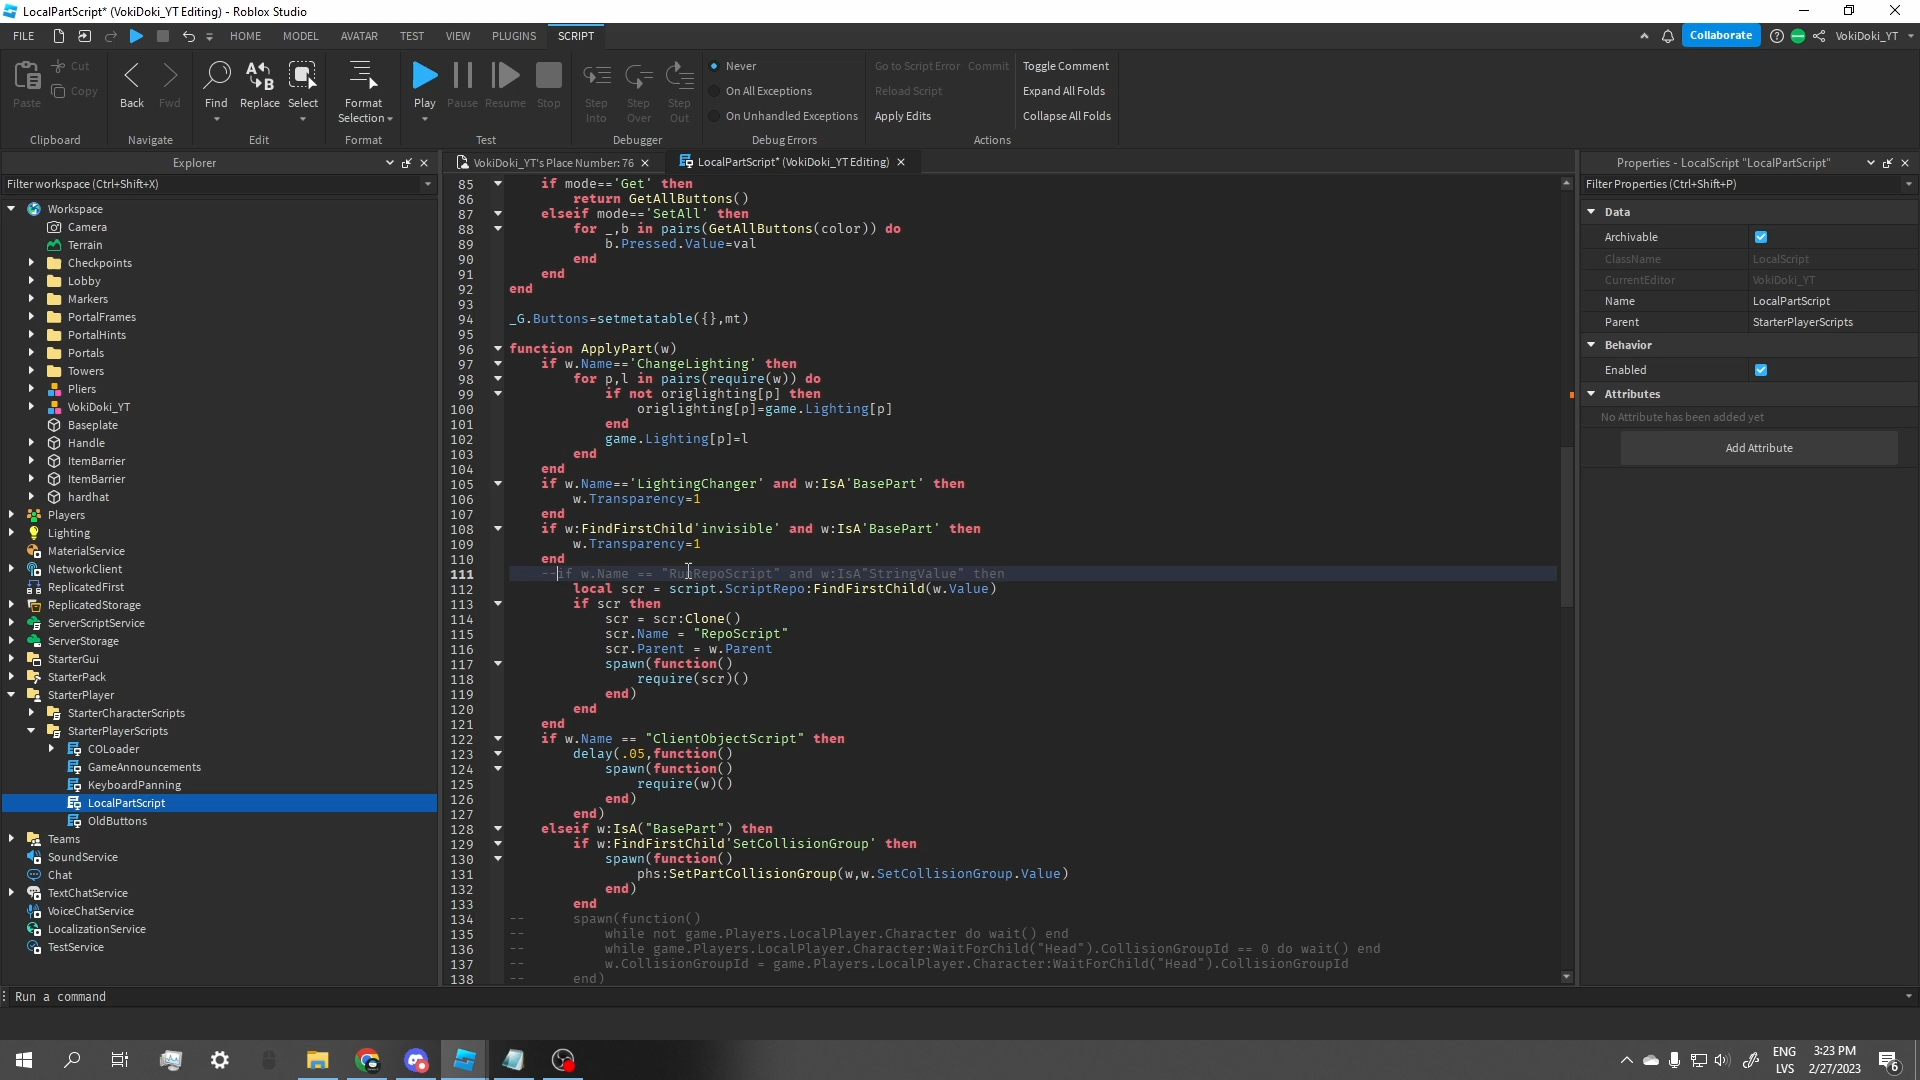 LocalPartScript* (VokiDoki_YT Editing) - Roblox Studio
FILE HOME MODEL AVATAR TEST VIEW PLUGINS SCRIPT Collaborate VokiDoki_YT
Paste Cut Copy
Clipboard
Back Fwd
Navigate
Find Replace Select
Edit
Format Selection
Format
Play Pause Resume Stop
Test
Step Into Step Over Step Out
Debugger
Never
On All Exceptions
On Unhandled Exceptions
Debug Errors
Go to Script Error Commit
Reload Script
Apply Edits
Toggle Comment
Expand All Folds
Collapse All Folds
Actions
Explorer
Filter workspace (Ctrl+Shift+X)
Workspace
Camera
Terrain
Checkpoints
Lobby
Markers
PortalFrames
PortalHints
Portals
Towers
Pliers
VokiDoki_YT
Baseplate
Handle
ItemBarrier
ItemBarrier
hardhat
Players
Lighting
MaterialService
NetworkClient
ReplicatedFirst
ReplicatedStorage
ServerScriptService
ServerStorage
StarterGui
StarterPack
StarterPlayer
StarterCharacterScripts
StarterPlayerScripts
COLoader
GameAnnouncements
KeyboardPanning
LocalPartScript
OldButtons
Teams
SoundService
Chat
TextChatService
VoiceChatService
LocalizationService
TestService
VokiDoki_YT's Place Number: 76 LocalPartScript* (VokiDoki_YT Editing)
85 if mode=='Get' then
86 return GetAllButtons()
87 elseif mode=='SetAll' then
88 for _,b in pairs(GetAllButtons(color)) do
89 b.Pressed.Value=val
90 end
91 end
92 end
93
94 _G.Buttons=setmetatable({},mt)
95
96 function ApplyPart(w)
97 if w.Name=='ChangeLighting' then
98 for p,l in pairs(require(w)) do
99 if not origlighting[p] then
100 origlighting[p]=game.Lighting[p]
101 end
102 game.Lighting[p]=l
103 end
104 end
105 if w.Name=='LightingChanger' and w:IsA'BasePart' then
106 w.Transparency=1
107 end
108 if w:FindFirstChild'invisible' and w:IsA'BasePart' then
109 w.Transparency=1
110 end
111 --if w.Name == "RunRepoScript" and w:IsA"StringValue" then
112 local scr = script.ScriptRepo:FindFirstChild(w.Value)
113 if scr then
114 scr = scr:Clone()
115 scr.Name = "RepoScript"
116 scr.Parent = w.Parent
117 spawn(function()
118 require(scr)()
119 end)
120 end
121 end
122 if w.Name == "ClientObjectScript" then
123 delay(.05,function()
124 spawn(function()
125 require(w)()
126 end)
127 end)
128 elseif w:IsA("BasePart") then
129 if w:FindFirstChild'SetCollisionGroup' then
130 spawn(function()
131 phs:SetPartCollisionGroup(w,w.SetCollisionGroup.Value)
132 end)
133 end
134 -- spawn(function()
135 -- while not game.Players.LocalPlayer.Character do wait() end
136 -- while game.Players.LocalPlayer.Character:WaitForChild("Head").CollisionGroupId == 0 do wait() end
137 -- w.CollisionGroupId = game.Players.LocalPlayer.Character:WaitForChild("Head").CollisionGroupId
138 -- end)
Properties - LocalScript "LocalPartScript"
Filter Properties (Ctrl+Shift+P)
Data
Archivable
ClassName LocalScript
CurrentEditor VokiDoki_YT
Name LocalPartScript
Parent StarterPlayerScripts
Behavior
Enabled
Attributes
No Attribute has been added yet
Add Attribute
Run a command
ENG
LVS
3:23 PM
2/27/2023
6